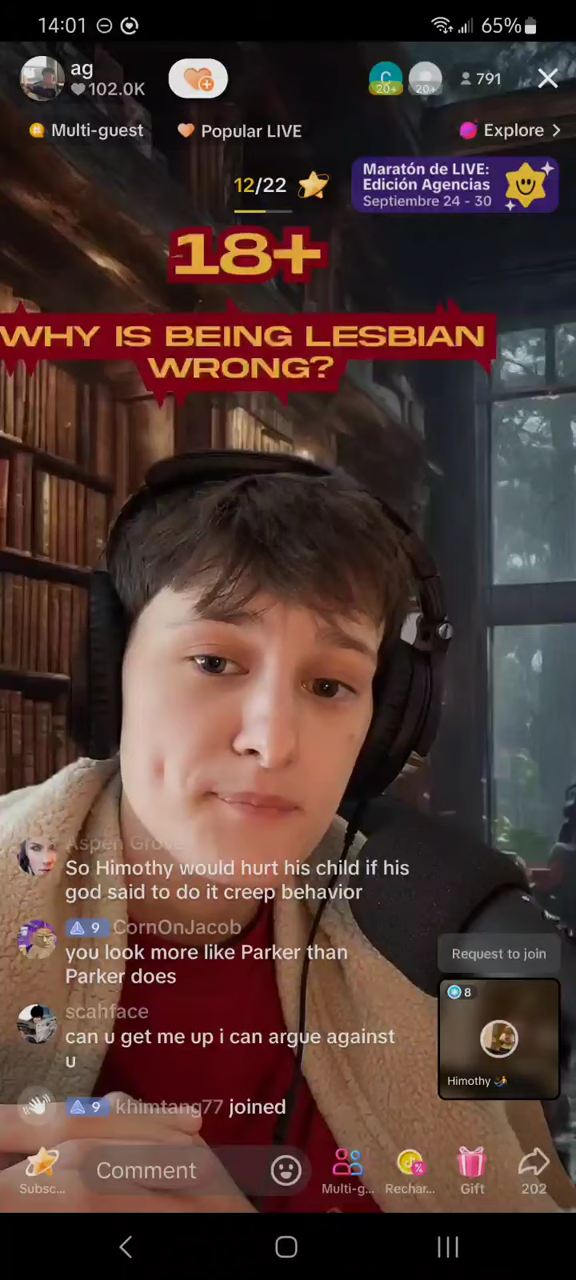 14:01
65%
ag
102.0K
C
20+
20+
791
Multi-guest
Popular LIVE
Explore >
12/22
Maratón de LIVE:
Edición Agencias
Septiembre 24 - 30
18+
WHY IS BEING LESBIAN
WRONG?
Aspen Grove
So Himothy would hurt his child if his
god said to do it creep behavior
9 CornOnJacob
you look more like Parker than
Parker does
Request to join
8
scahface
can u get me up i can argue against
u
Himothy
9 khimtang77 joined
Subsc...
Comment
Multi-g...
Rechar...
Gift
202